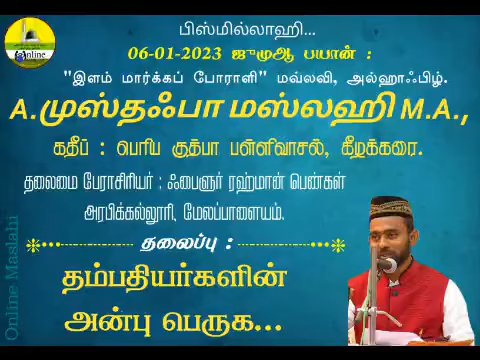 பிஸ்மில்லாஹி...
06-01-2023 ஜுமுஆ பயான் :
"இளம் மார்க்கப் போராளி" மவ்லவி, அல்ஹாஃபிழ்.
A.முஸ்தஃபா மஸ்லஹி M.A.,
கதீப் : பெரிய குத்பா பள்ளிவாசல், கீழக்கரை.
தலைமை பேராசிரியர் : ஃபைளுர் ரஹ்மான் பெண்கள்
அரபிக்கல்லூரி, மேலப்பாளையம்.
தலைப்பு :
தம்பதியர்களின்
அன்பு பெருக...
Online Maslahi
Online